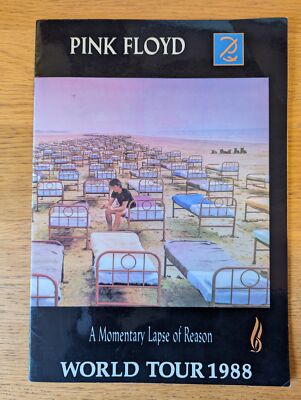 PINK FLOYD
A Momentary Lapse of Reason
WORLD TOUR 1988